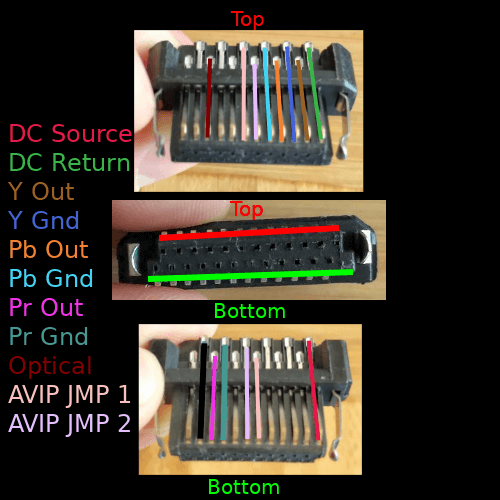 Top
DC Source
DC Return
Y Out
Y Gnd
Pb Out
Pb Gnd
Pr Out
Pr Gnd
Optical
AVIP JMP 1
AVIP JMP 2
Top
Bottom
Bottom